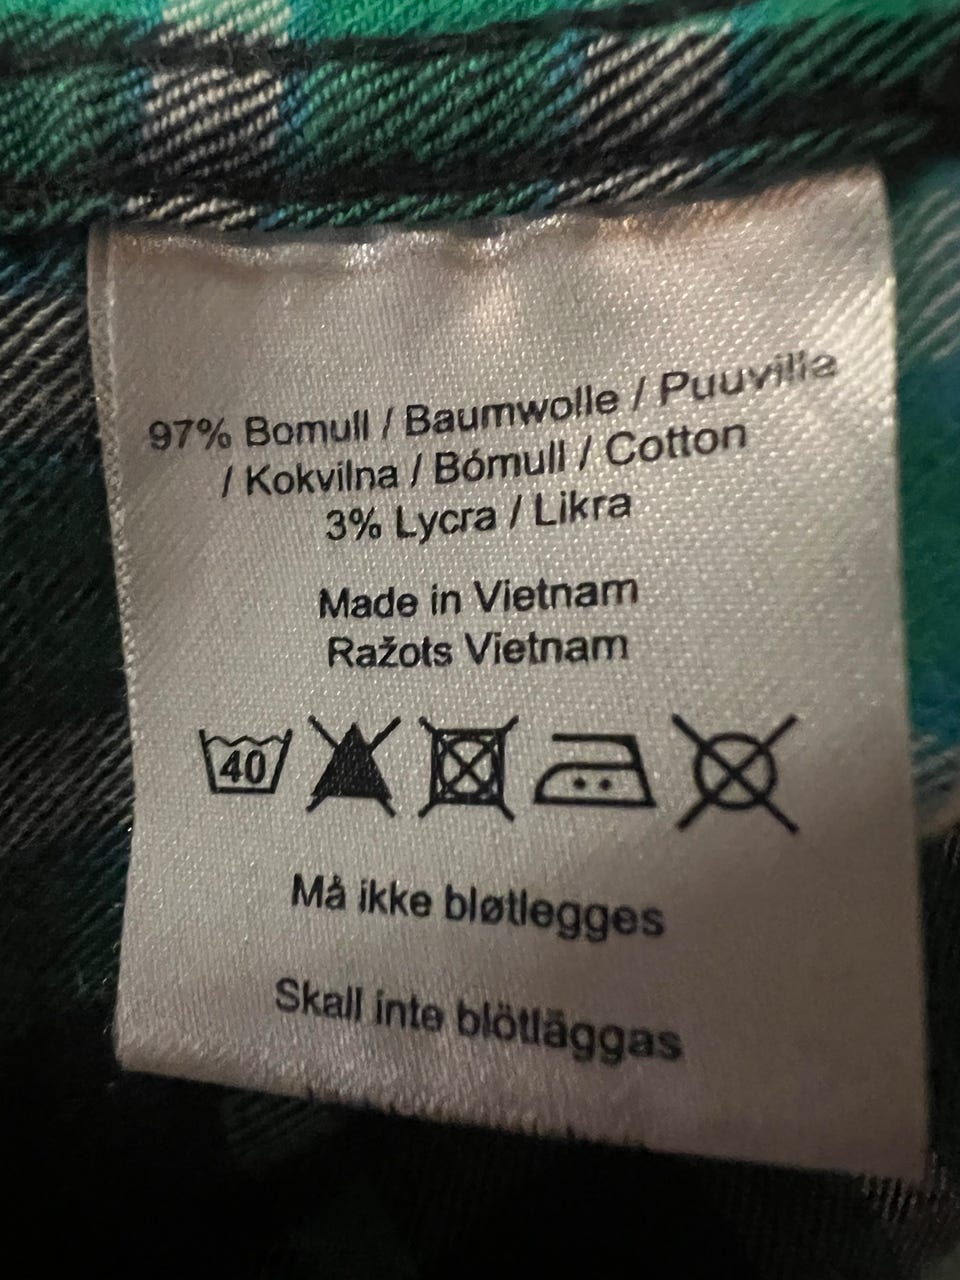 97% Bomull / Baumwolle / Puuvilla
/ Kokvilna / Bómull / Cotton
3% Lycra / Likra
Made in Vietnam
Ražots Vietnam
40
Må ikke bløtlegges
Skall inte blötläggas